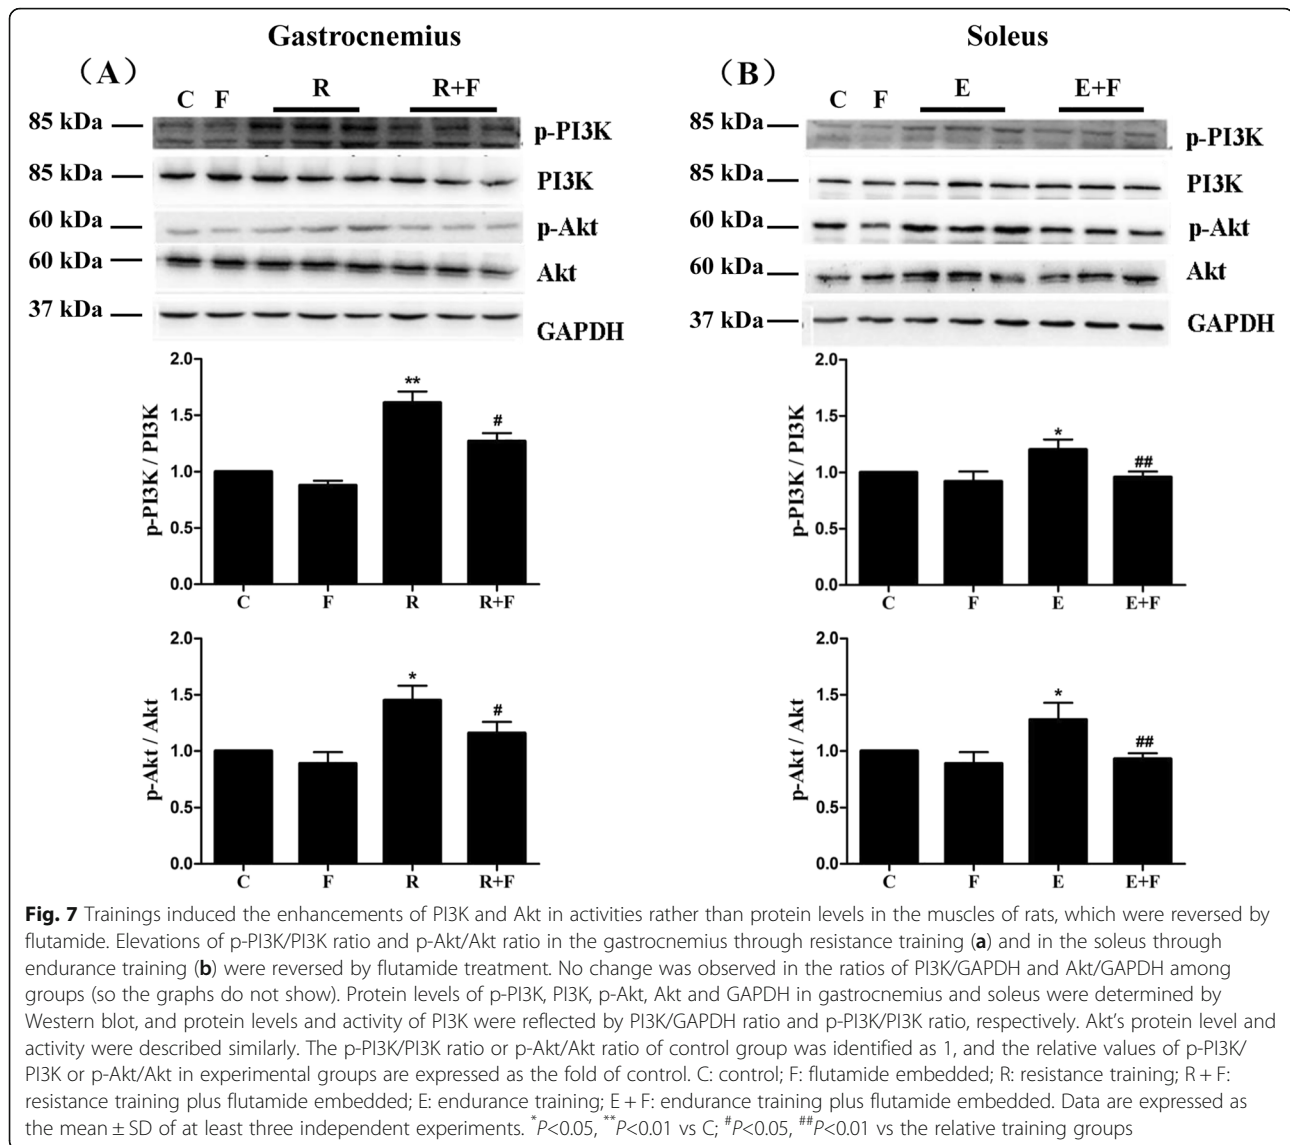 Gastrocnemius
（A）
C F R R+F
85 kDa p-PI3K
85 kDa PI3K
60 kDa p-Akt
60 kDa Akt
37 kDa GAPDH
p-PI3K / PI3K
2.0
1.5
1.0
0.5
0.0
**
#
C F R R+F
p-Akt / Akt
2.0
1.5
1.0
0.5
0.0
*
#
C F R R+F
Soleus
（B）
C F E E+F
85 kDa p-PI3K
85 kDa PI3K
60 kDa p-Akt
60 kDa Akt
37 kDa GAPDH
p-PI3K / PI3K
2.0
1.5
1.0
0.5
0.0
*
##
C F E E+F
p-Akt / Akt
2.0
1.5
1.0
0.5
0.0
*
##
C F E E+F
Fig. 7 Trainings induced the enhancements of PI3K and Akt in activities rather than protein levels in the muscles of rats, which were reversed by
flutamide. Elevations of p-PI3K/PI3K ratio and p-Akt/Akt ratio in the gastrocnemius through resistance training (a) and in the soleus through
endurance training (b) were reversed by flutamide treatment. No change was observed in the ratios of PI3K/GAPDH and Akt/GAPDH among
groups (so the graphs do not show). Protein levels of p-PI3K, PI3K, p-Akt, Akt and GAPDH in gastrocnemius and soleus were determined by
Western blot, and protein levels and activity of PI3K were reflected by PI3K/GAPDH ratio and p-PI3K/PI3K ratio, respectively. Akt's protein level and
activity were described similarly. The p-PI3K/PI3K ratio or p-Akt/Akt ratio of control group was identified as 1, and the relative values of p-PI3K/
PI3K or p-Akt/Akt in experimental groups are expressed as the fold of control. C: control; F: flutamide embedded; R: resistance training; R + F:
resistance training plus flutamide embedded; E: endurance training; E + F: endurance training plus flutamide embedded. Data are expressed as
the mean ± SD of at least three independent experiments. *P<0.05, **P<0.01 vs C; #P<0.05, ##P<0.01 vs the relative training groups